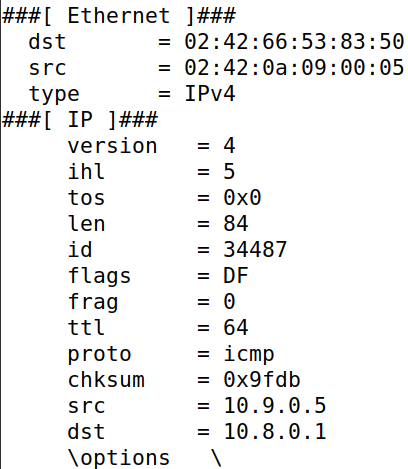 ###[ Ethernet ]###
  dst       = 02:42:66:53:83:50
  src       = 02:42:0a:09:00:05
  type      = IPv4
###[ IP ]###
     version   = 4
     ihl       = 5
     tos       = 0x0
     len       = 84
     id        = 34487
     flags     = DF
     frag      = 0
     ttl       = 64
     proto     = icmp
     chksum    = 0x9fdb
     src       = 10.9.0.5
     dst       = 10.8.0.1
     \options   \